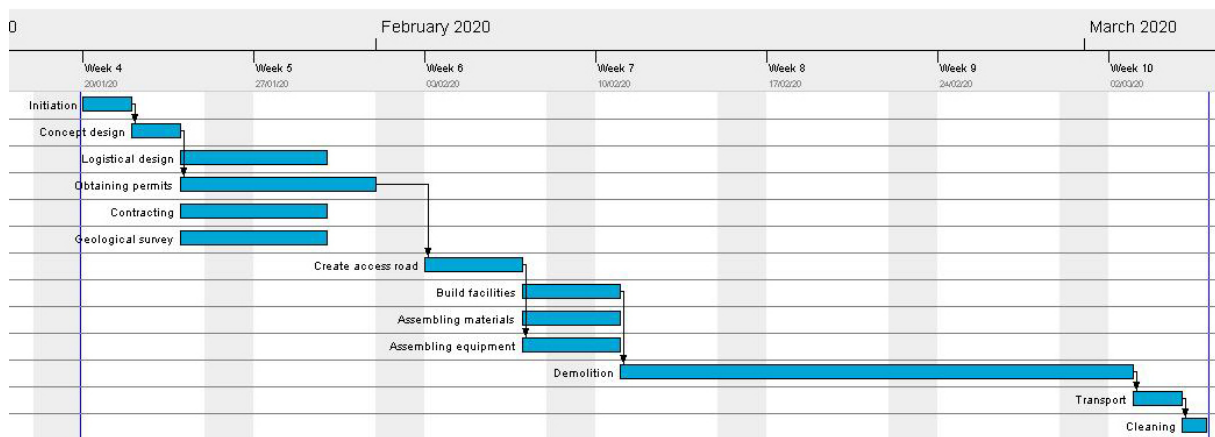 0
February 2020
March 2020
Week 4
Week 5
Week 6
Week 7
Week 8
Week 9
Week 10
20/01/20
27/01/20
03/02/20
10/02/20
17/02/20
24/02/20
02/03/20
Initiation
Concept design
Logistical design
Obtaining permits
Contracting
Geological survey
Create access road
Build facilities
Assembling materials
Assembling equipment
Demolition
Transport
Cleaning